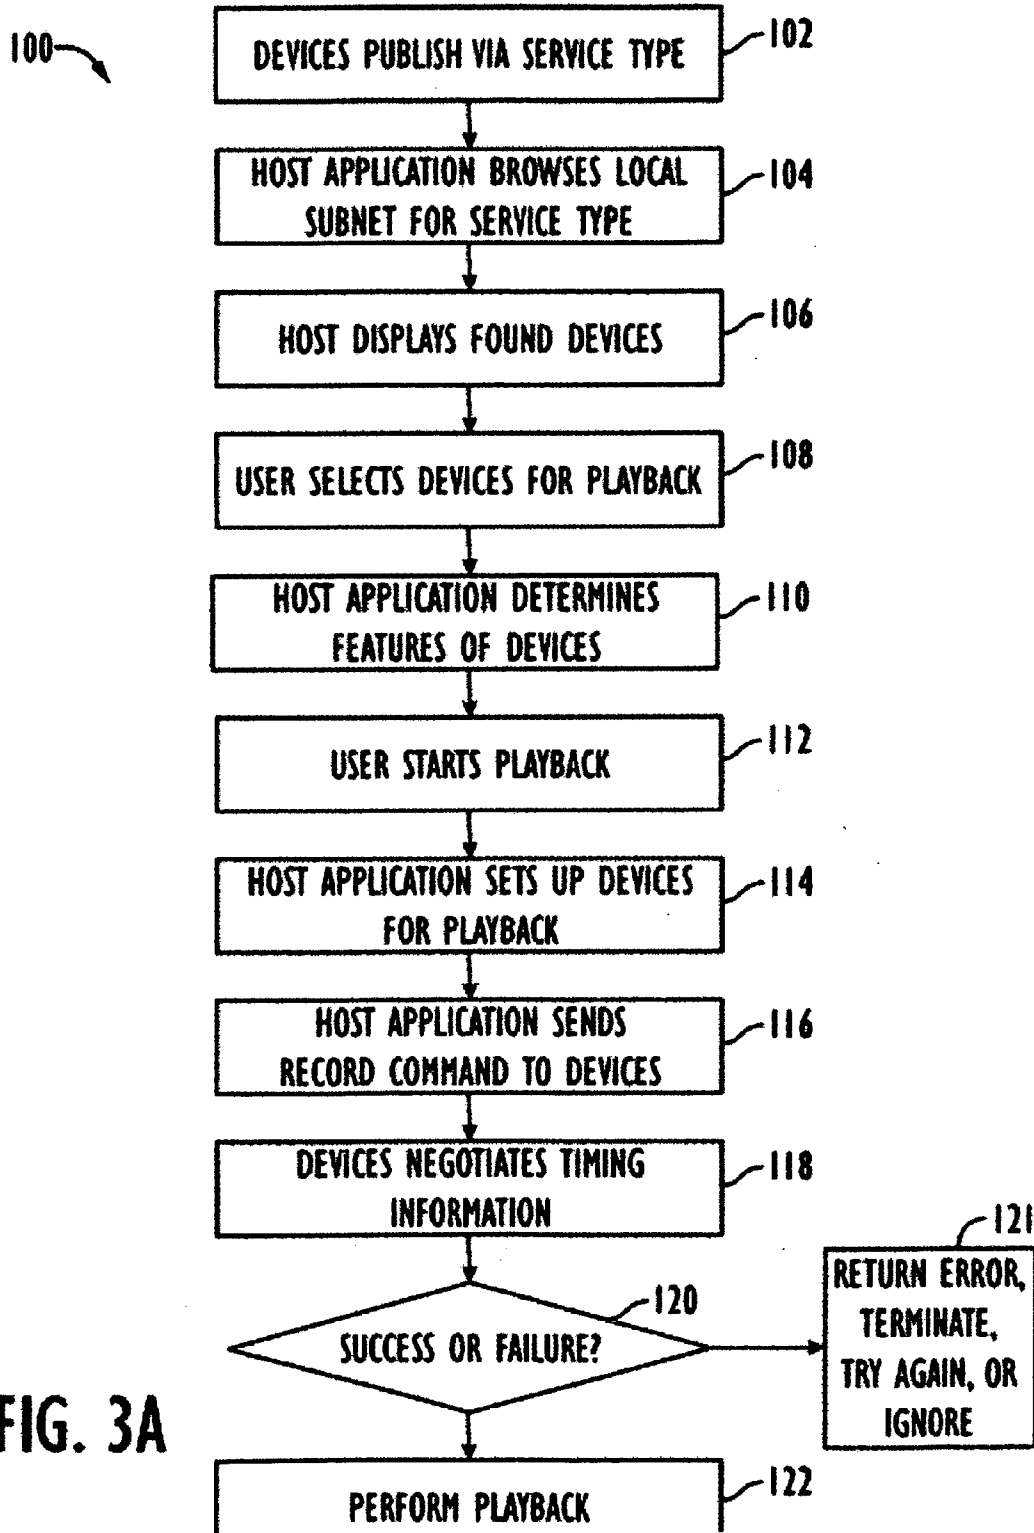 100
DEVICES PUBLISH VIA SERVICE TYPE
102
HOST APPLICATION BROWSES LOCAL
SUBNET FOR SERVICE TYPE
104
HOST DISPLAYS FOUND DEVICES
106
USER SELECTS DEVICES FOR PLAYBACK
108
HOST APPLICATION DETERMINES
FEATURES OF DEVICES
110
USER STARTS PLAYBACK
112
HOST APPLICATION SETS UP DEVICES
FOR PLAYBACK
114
HOST APPLICATION SENDS
RECORD COMMAND TO DEVICES
116
DEVICES NEGOTIATES TIMING
INFORMATION
118
SUCCESS OR FAILURE?
120
121
RETURN ERROR,
TERMINATE,
TRY AGAIN, OR
IGNORE
FIG. 3A
PERFORM PLAYBACK
122